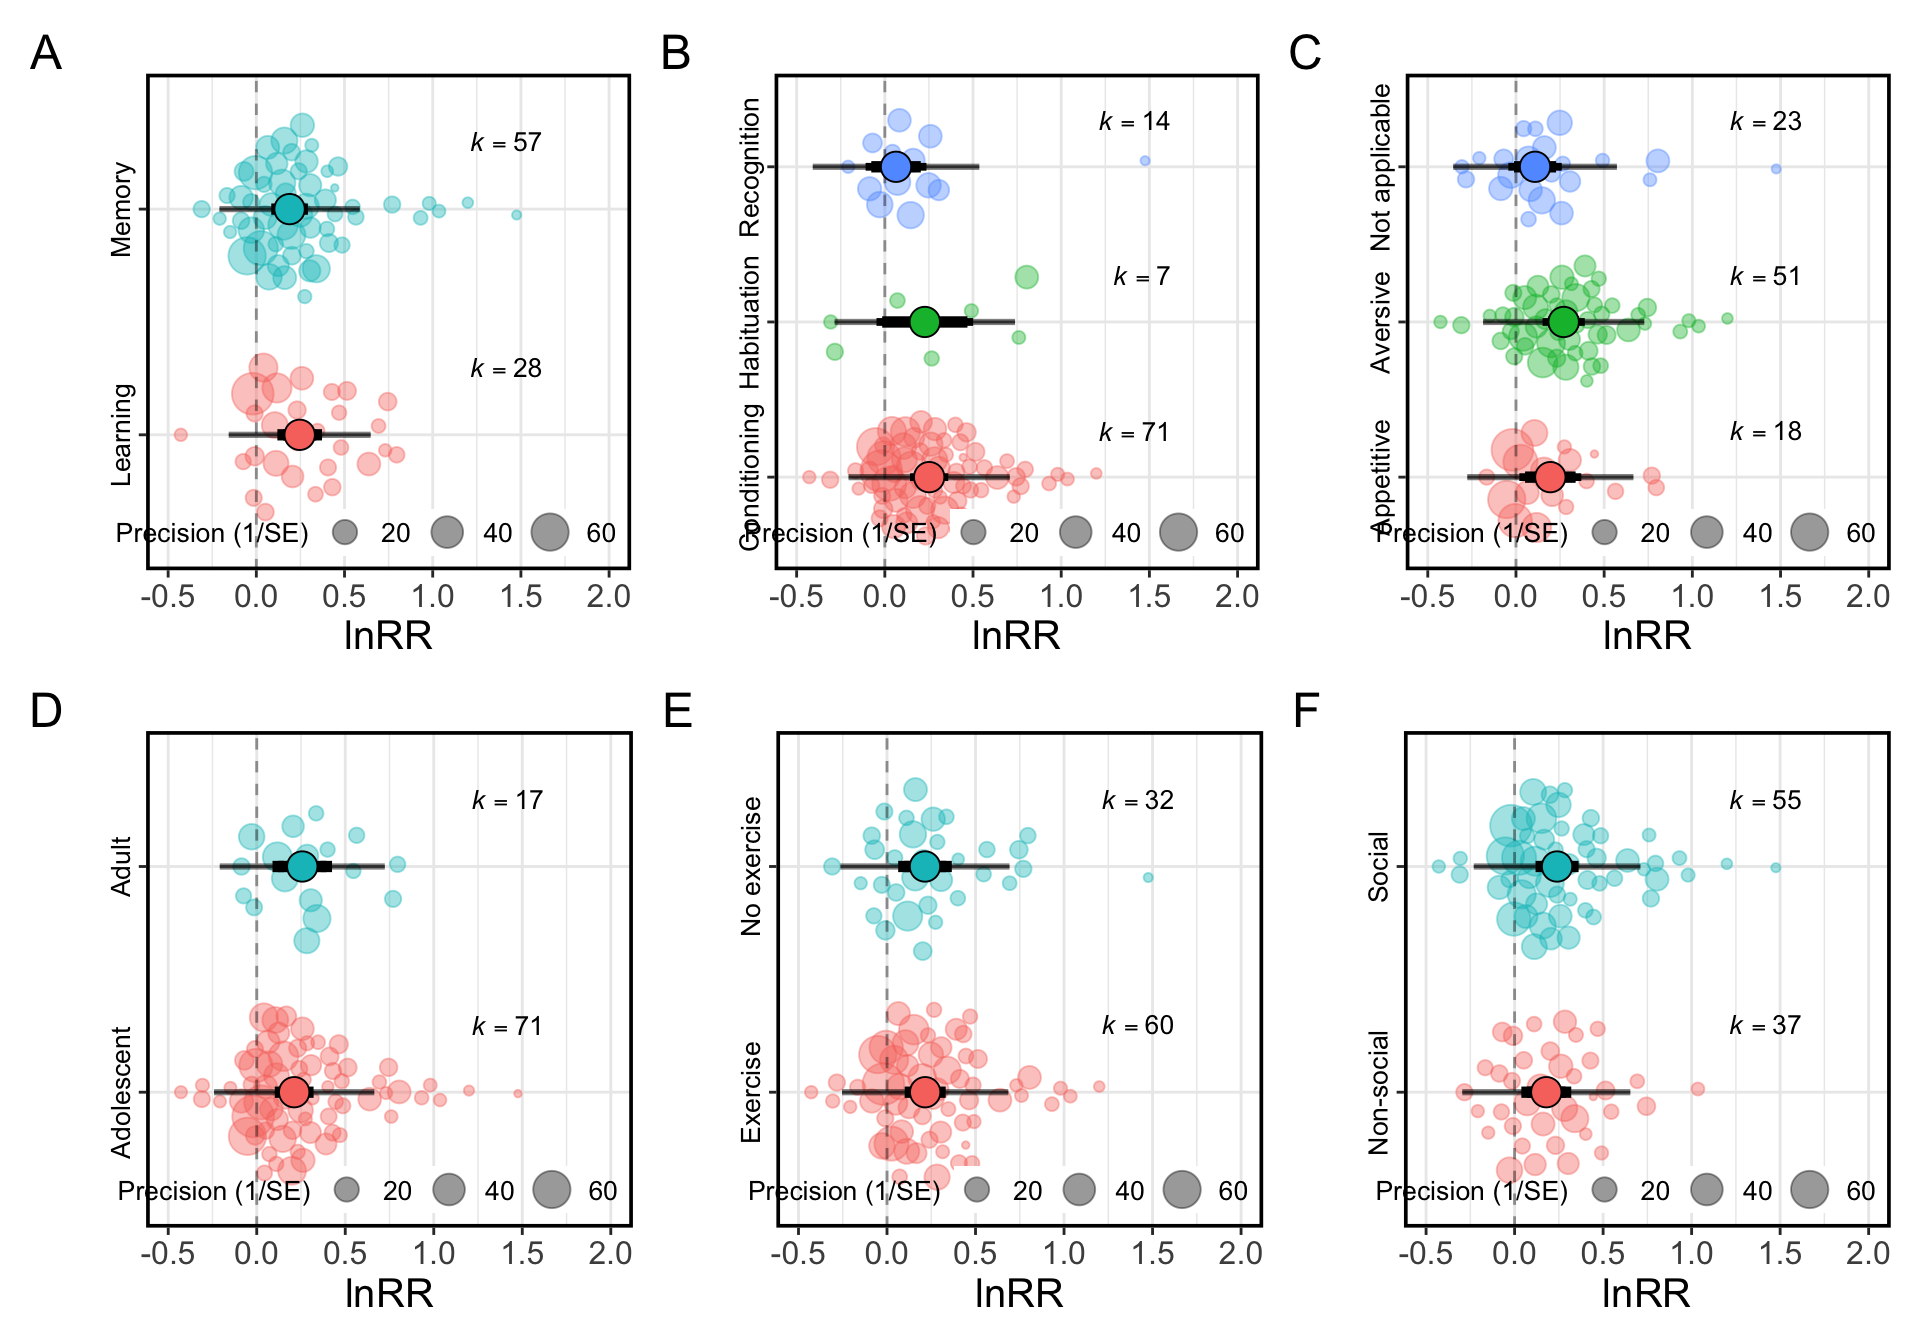 A
B
C
Memory
Learning
k = 57
k = 28
Precision (1/SE) 20 40 60
-0.5 0.0 0.5 1.0 1.5 2.0
lnRR
Recognition
Habituation
Conditioning
k = 14
k = 7
k = 71
Precision (1/SE) 20 40 60
-0.5 0.0 0.5 1.0 1.5 2.0
lnRR
Not applicable
Aversive
Appetitive
k = 23
k = 51
k = 18
Precision (1/SE) 20 40 60
-0.5 0.0 0.5 1.0 1.5 2.0
lnRR
D
E
F
Adult
Adolescent
k = 17
k = 71
Precision (1/SE) 20 40 60
-0.5 0.0 0.5 1.0 1.5 2.0
lnRR
No exercise
Exercise
k = 32
k = 60
Precision (1/SE) 20 40 60
-0.5 0.0 0.5 1.0 1.5 2.0
lnRR
Social
Non-social
k = 55
k = 37
Precision (1/SE) 20 40 60
-0.5 0.0 0.5 1.0 1.5 2.0
lnRR